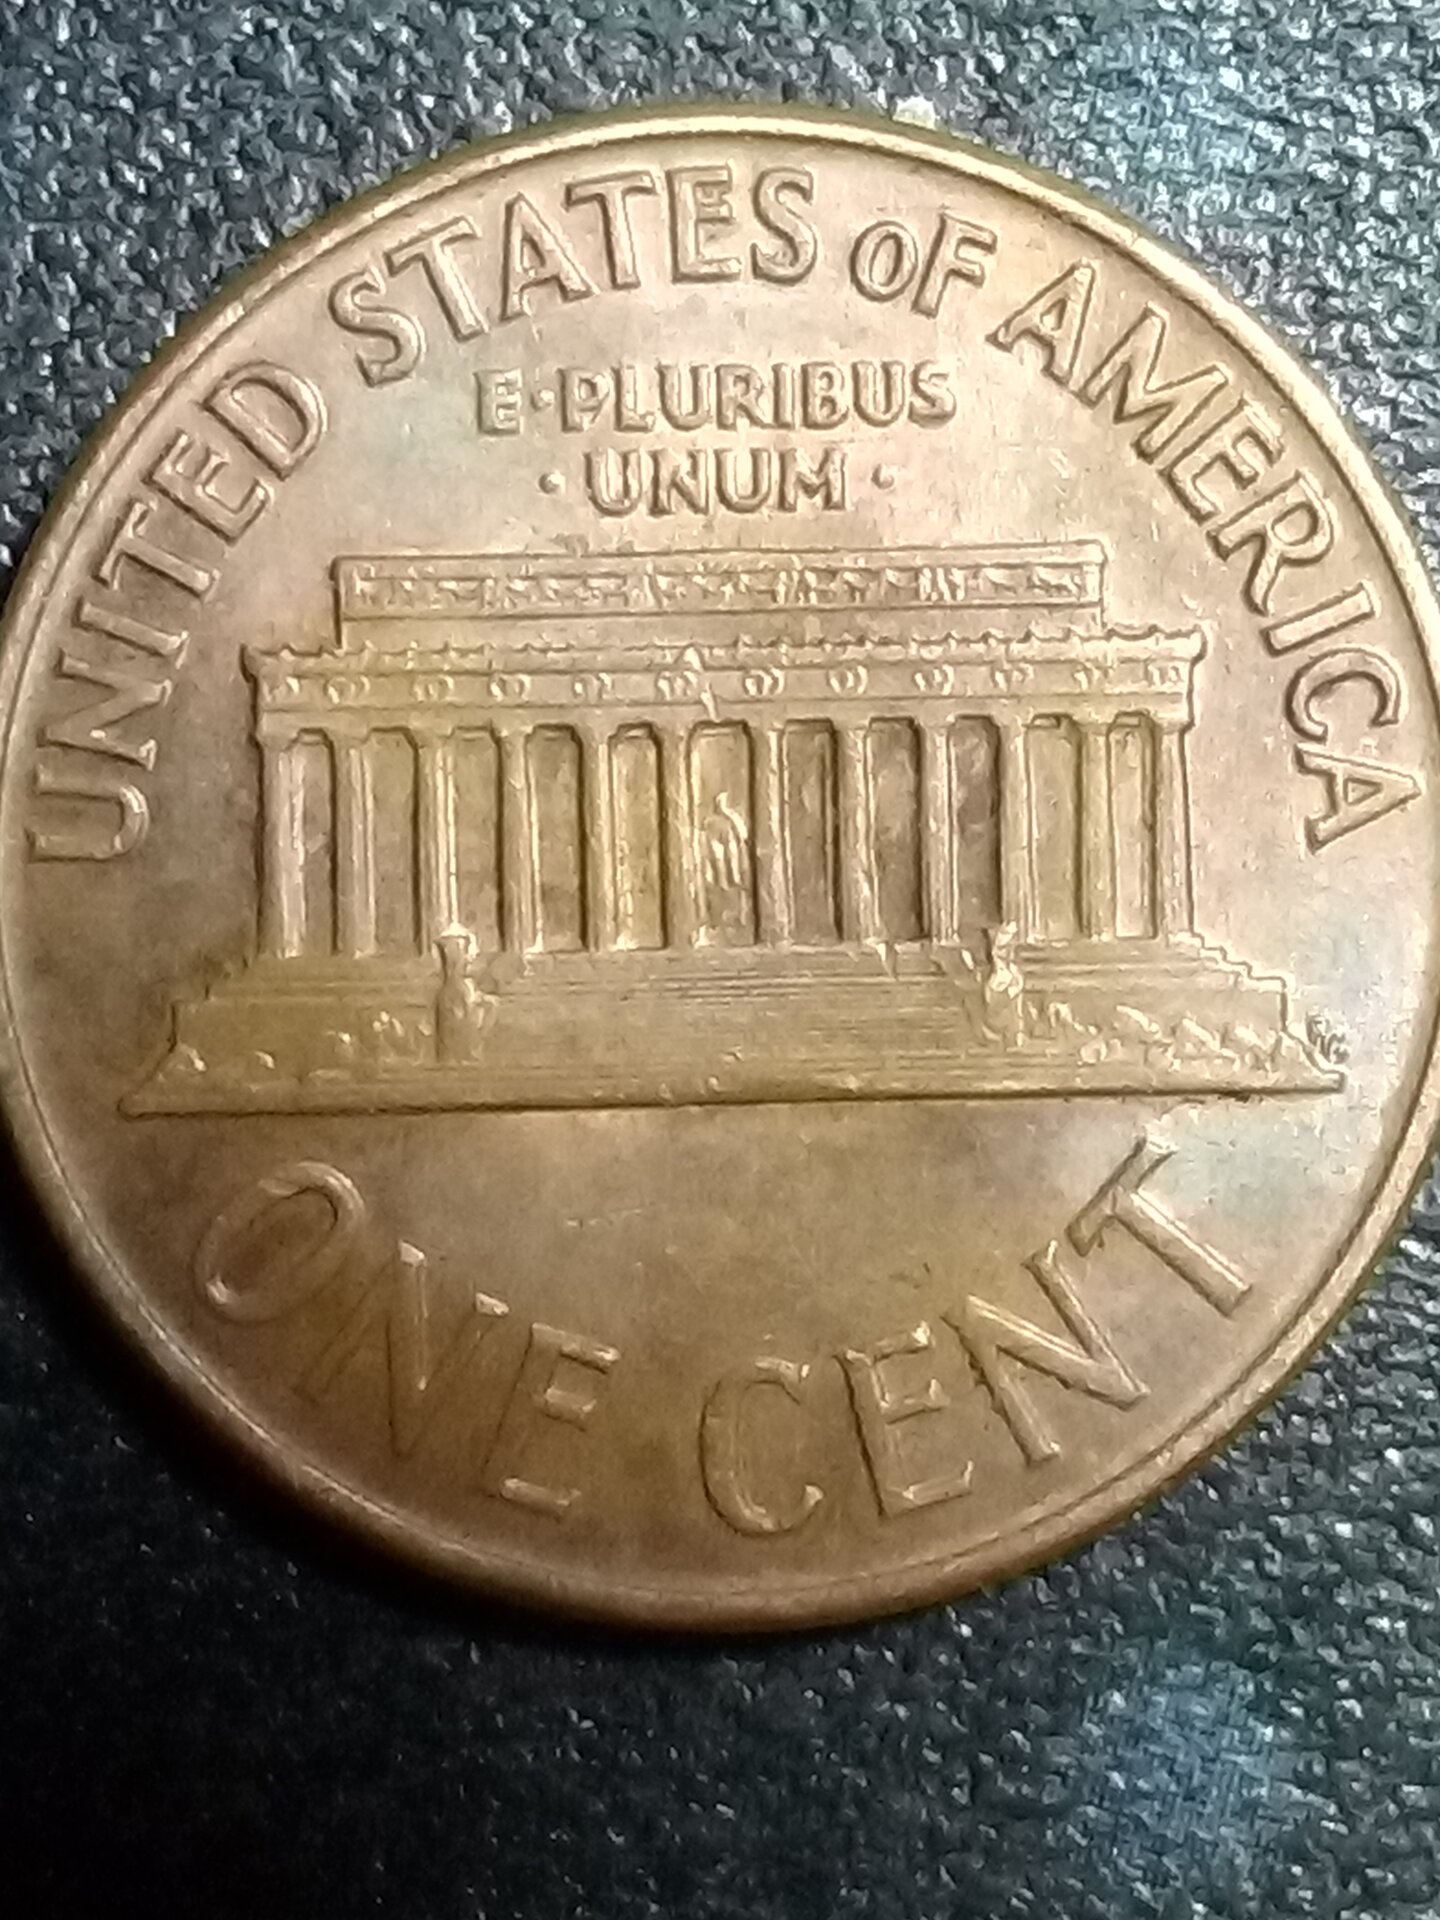 UNITED STATES OF AMERICA
E·PLURIBUS
·UNUM·
FG
ONE CENT